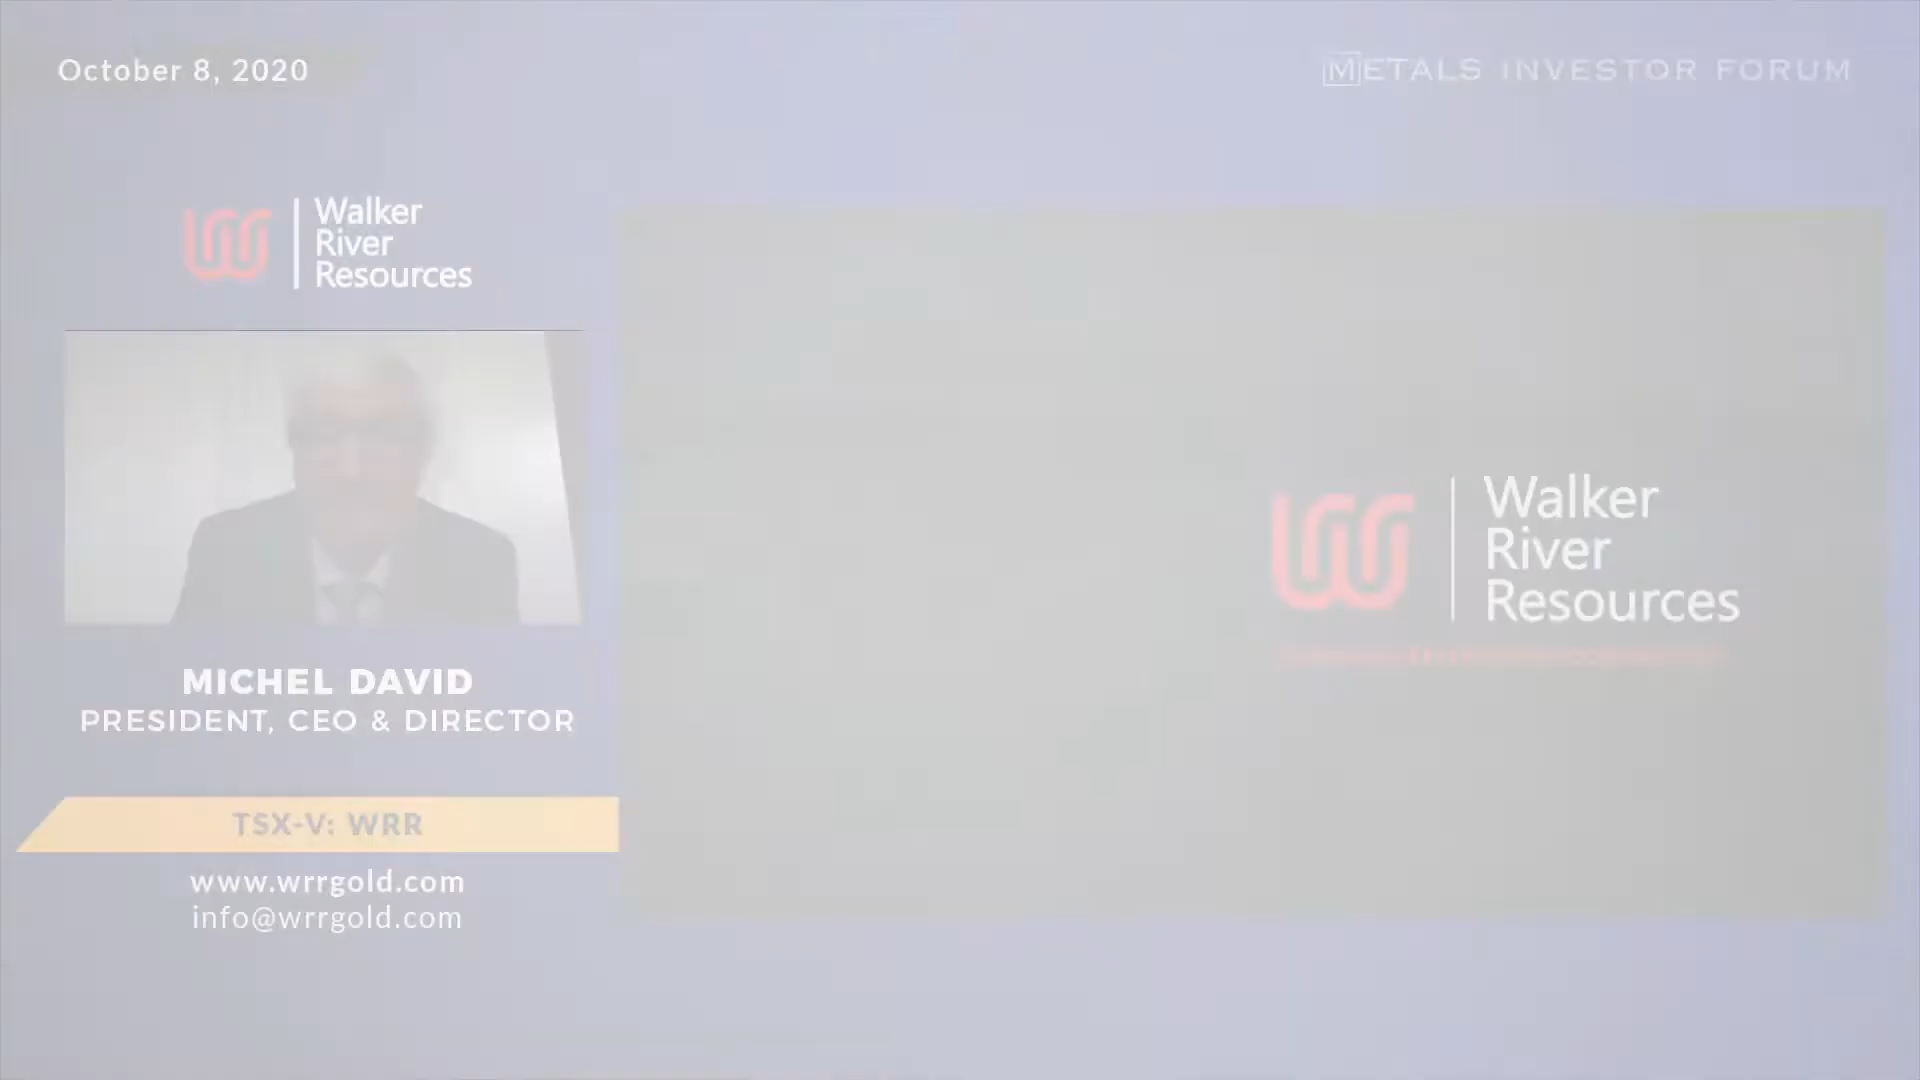 October 8, 2020
METALS INVESTOR FORUM
Walker
River
Resources
MICHEL DAVID
PRESIDENT, CEO & DIRECTOR
TSX-V: WRR
www.wrrgold.com
info@wrrgold.com
Walker
River
Resources